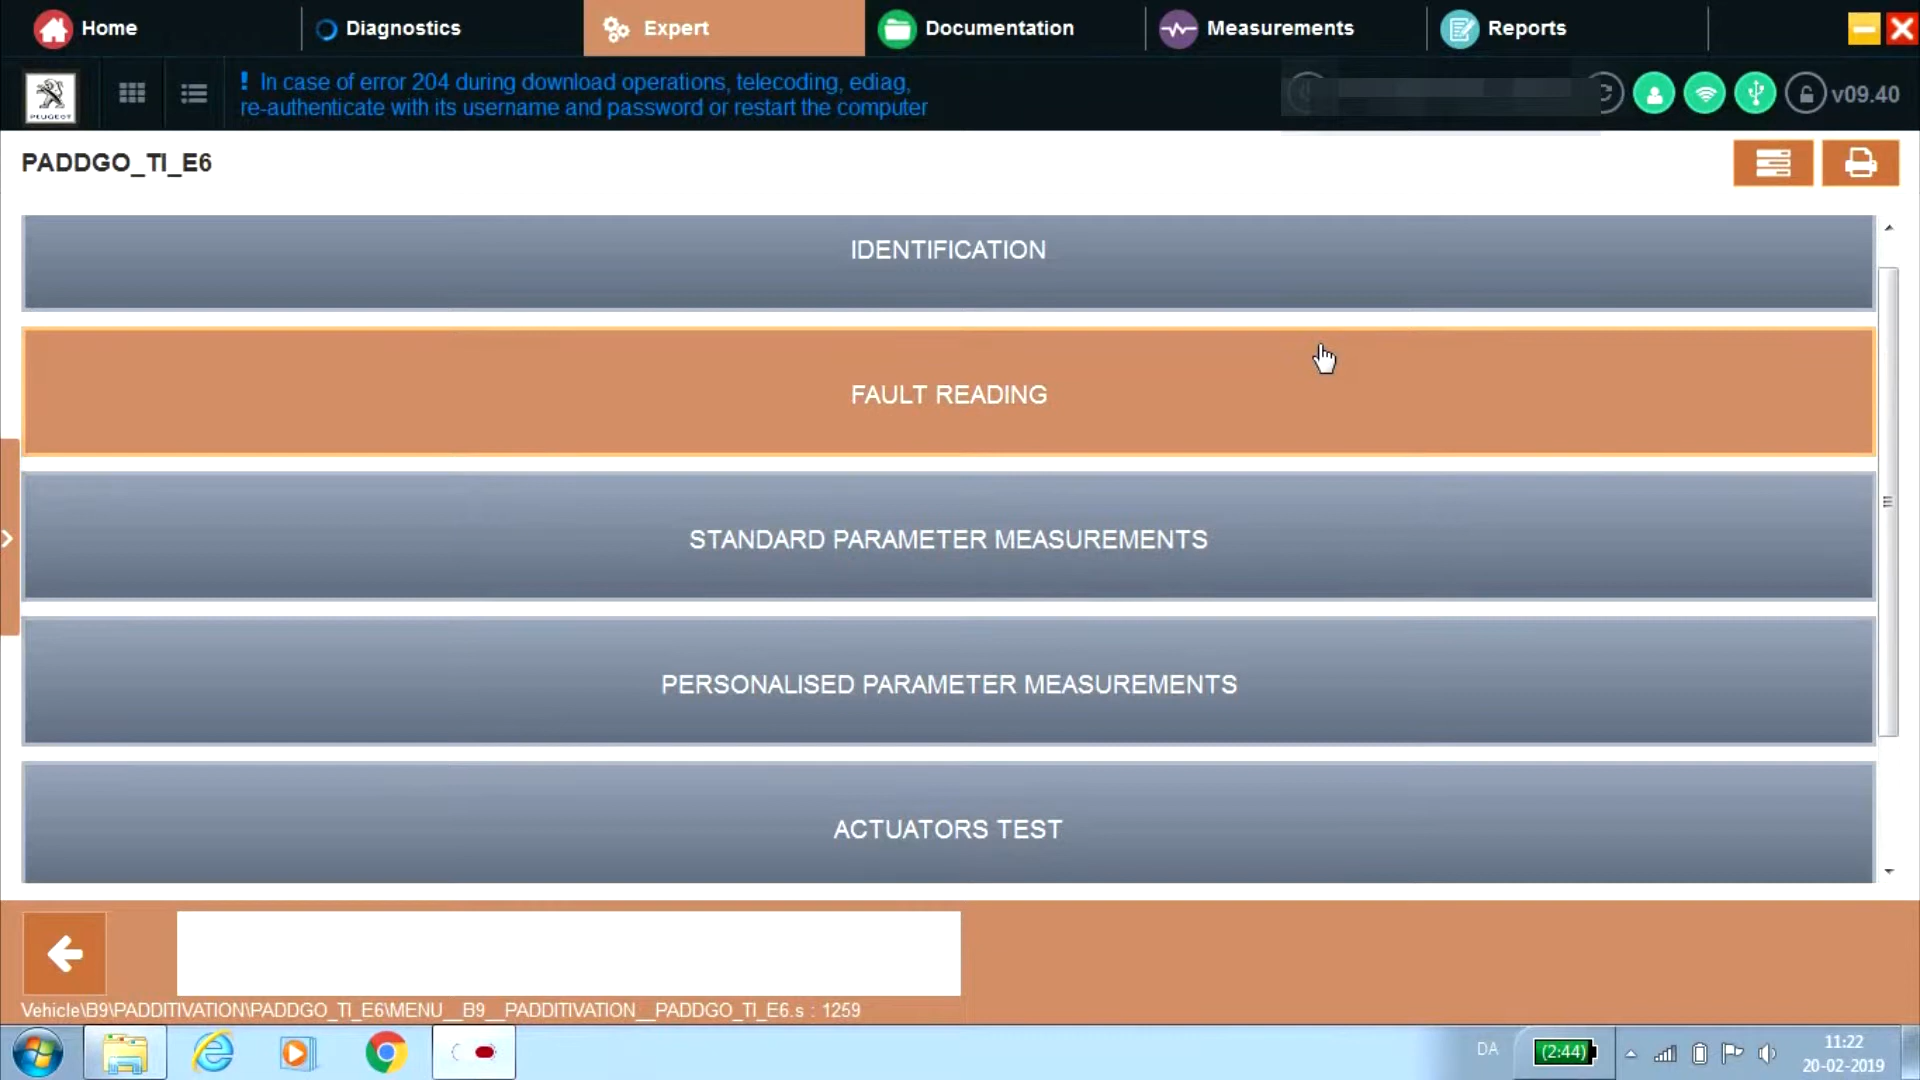 Home
Diagnostics
Expert
Documentation
Measurements
Reports
PEUGEOT
! In case of error 204 during download operations, telecoding, ediag,
re-authenticate with its username and password or restart the computer
v09.40
PADDGO_TI_E6
IDENTIFICATION
FAULT READING
STANDARD PARAMETER MEASUREMENTS
PERSONALISED PARAMETER MEASUREMENTS
ACTUATORS TEST
Vehicle\B9\PADDITIVATION\PADDGO_TI_E6\MENU__B9__PADDITIVATION__PADDGO_TI_E6.s : 1259
DA
(2:44)
11:22
20-02-2019